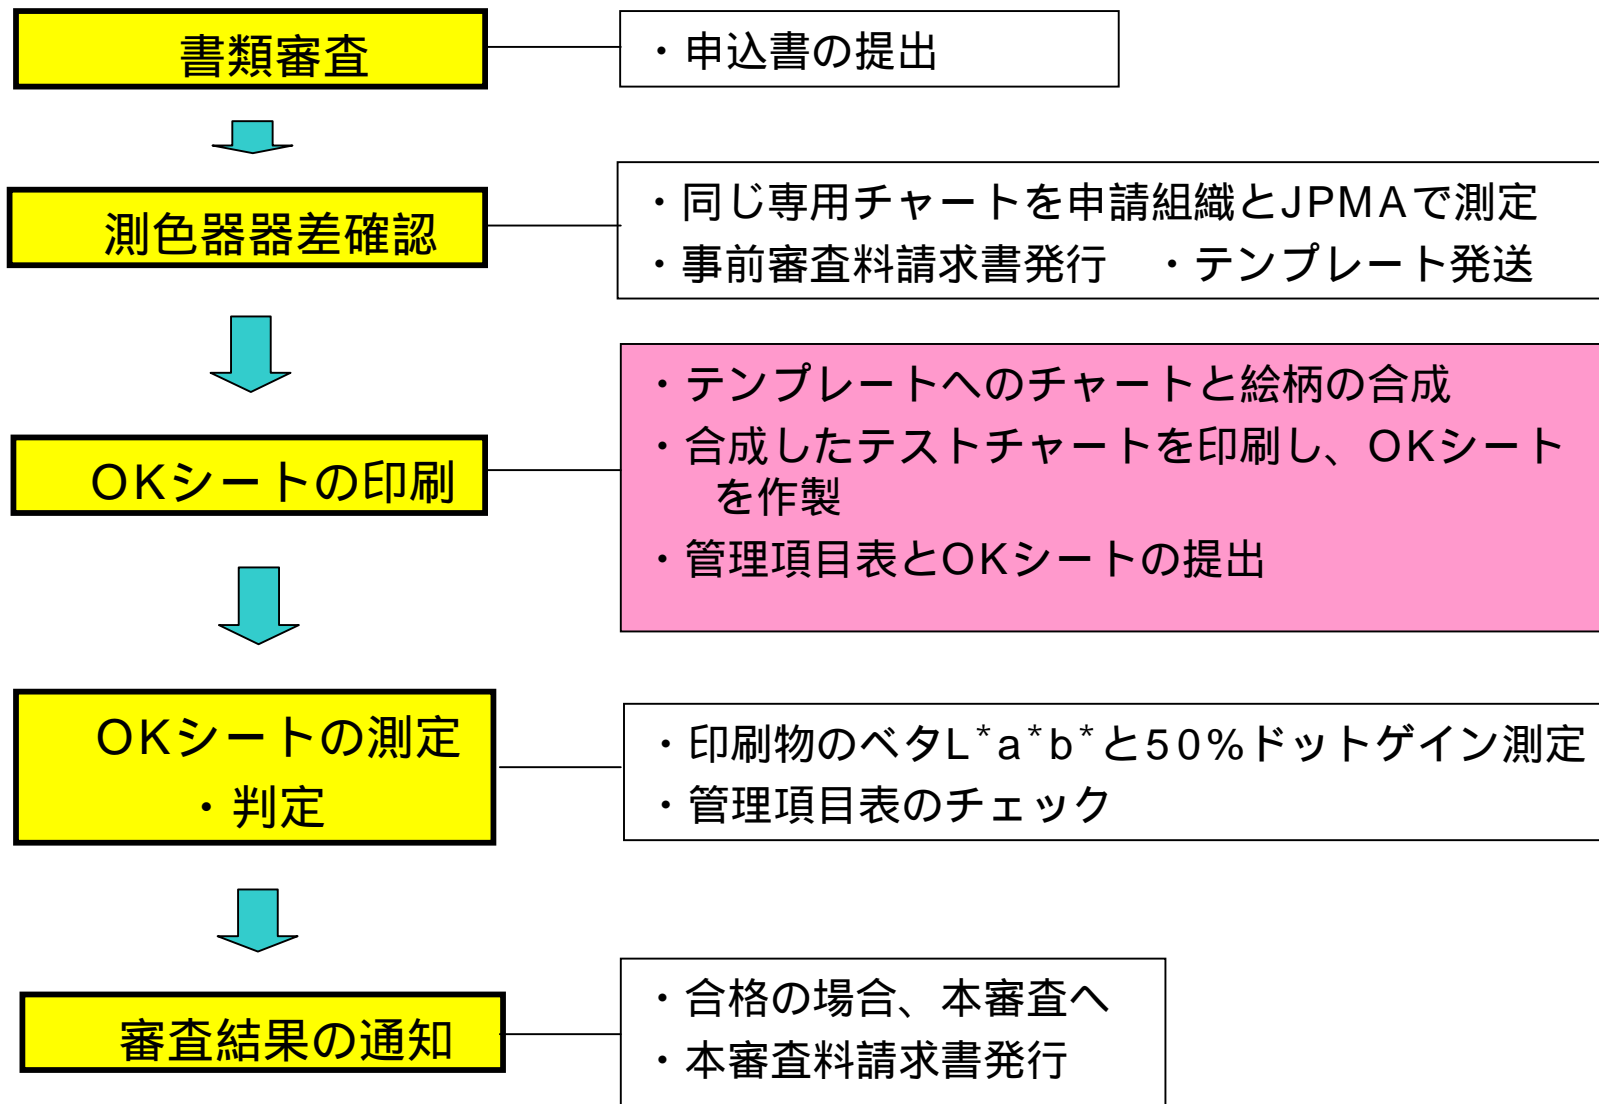 書類審査
・申込書の提出
測色器器差確認
・同じ専用チャートを申請組織とJPMAで測定
・事前審査料請求書発行　・テンプレート発送
OKシートの印刷
・テンプレートへのチャートと絵柄の合成
・合成したテストチャートを印刷し、OKシート
を作製
・管理項目表とOKシートの提出
OKシートの測定
・判定
・印刷物のベタL*a*b*と50%ドットゲイン測定
・管理項目表のチェック
審査結果の通知
・合格の場合、本審査へ
・本審査料請求書発行